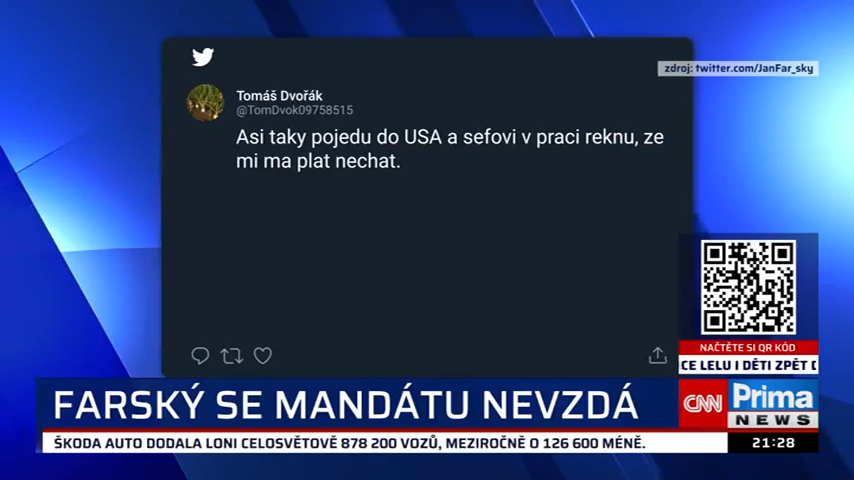 zdroj: twitter.com/JanFar_sky
Tomáš Dvořák
@TomDvok09758515
Asi taky pojedu do USA a sefovi v praci reknu, ze
mi ma plat nechat.
NAČTĚTE SI QR KÓD
CE LELU I DĚTI ZPĚT D
FARSKÝ SE MANDÁTU NEVZDÁ
CNN Prima
NEWS
ŠKODA AUTO DODALA LONI CELOSVĚTOVĚ 878 200 VOZŮ, MEZIROČNĚ O 126 600 MÉNĚ.
21:28